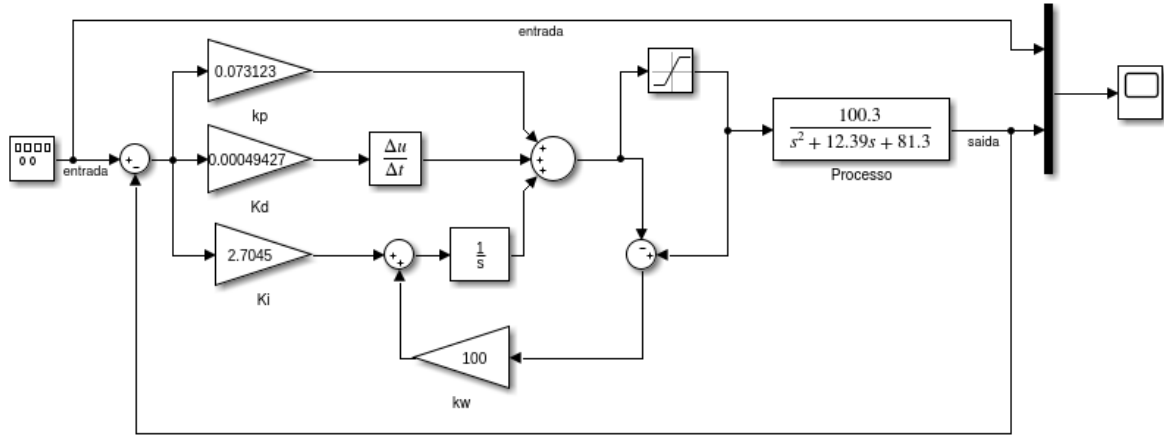 entrada
0.073123
kp
entrada
+
−
0.00049427
Kd
Δu
Δt
+
+
+
100.3
s² + 12.39s + 81.3
Processo
saida
2.7045
Ki
+
+
1
s
−
+
100
kw